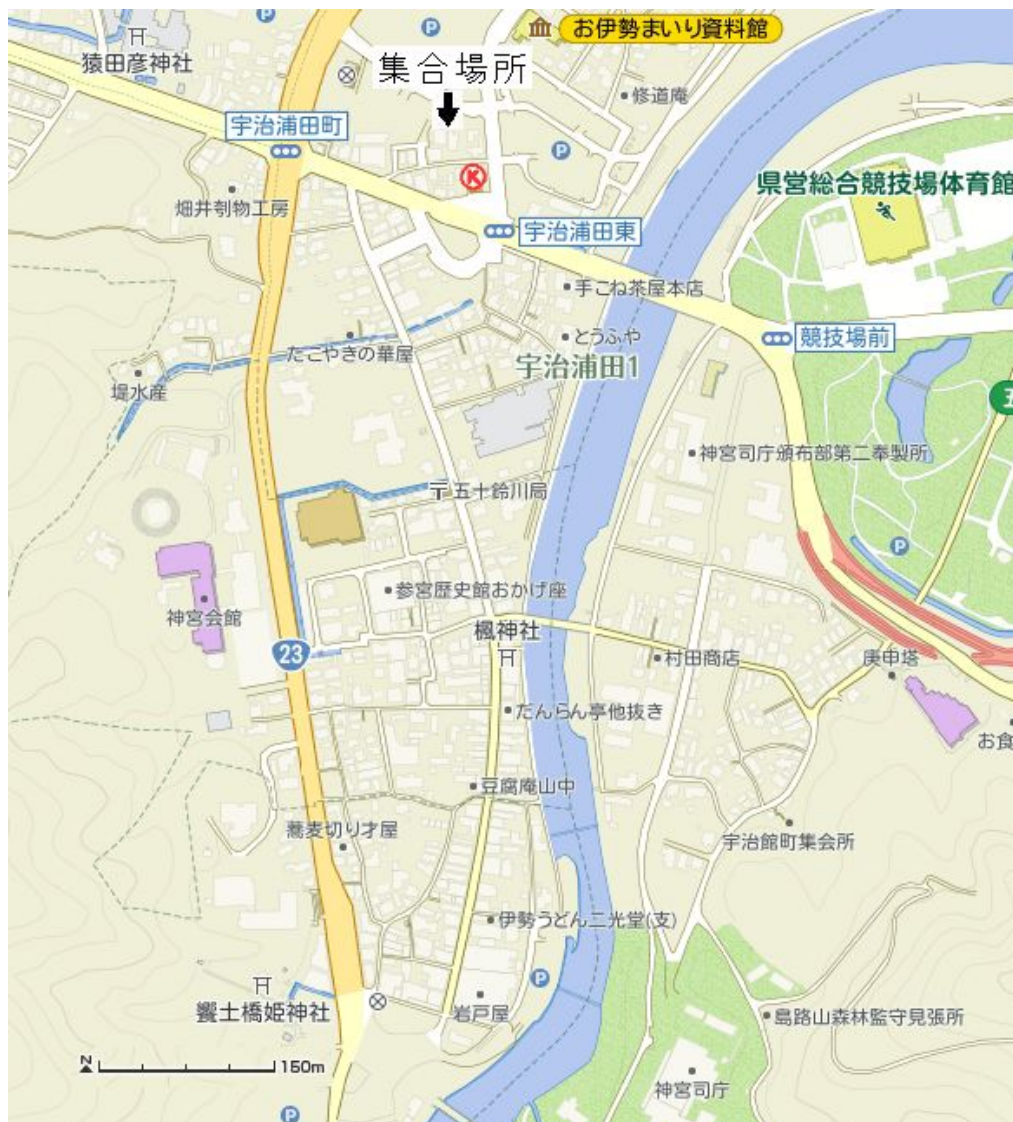 P
お伊勢まいり資料館
猿田彦神社
集合場所
修道庵
宇治浦田町
P
K
県営総合競技場体育館
畑井刳物工房
宇治浦田東
手こね茶屋本店
とうふや
競技場前
たこやきの華屋
宇治浦田1
堤水産
五
神宮司庁頒布部第二奉製所
〒五十鈴川局
P
参宮歴史館おかげ座
神宮会館
楓神社
23
村田商店
庚申塔
だんらん亭他抜き
お食
豆腐庵山中
蕎麦切り才屋
宇治館町集会所
伊勢うどん二光堂(支)
P
饗土橋姫神社
岩戸屋
島路山森林監守見張所
N
150m
神宮司庁
P